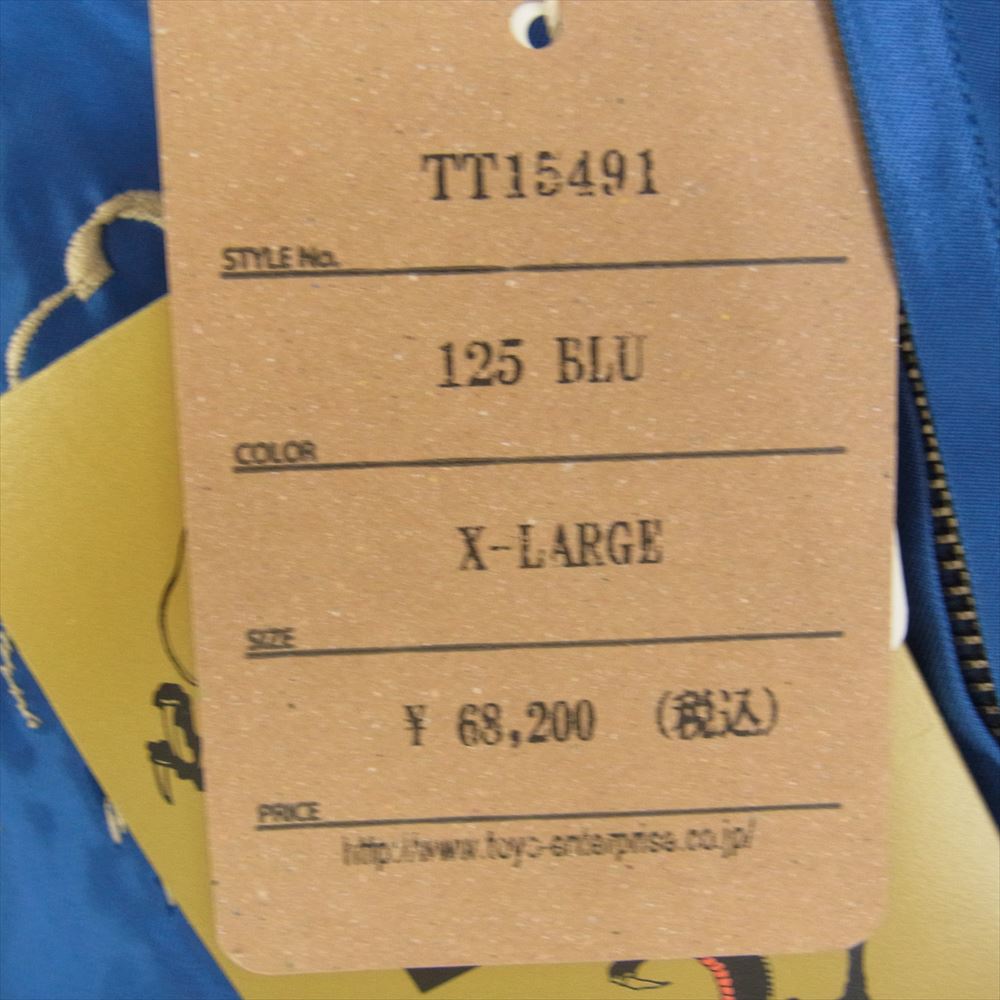 TT15491
STYLE No.
125 BLU
COLOR
X-LARGE
SIZE
¥ 68,200 (税込)
PRICE
http://www.toyo-enterprise.co.jp/